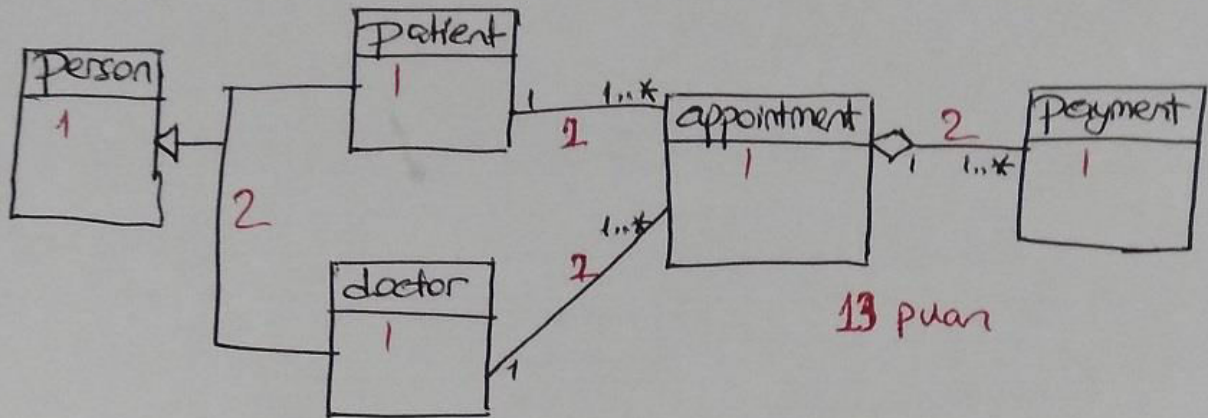 person
1
patient
1
1
1..*
2
appointment
1
1
2
1..*
payment
1
2
doctor
1
1
2
1..*
13 puan